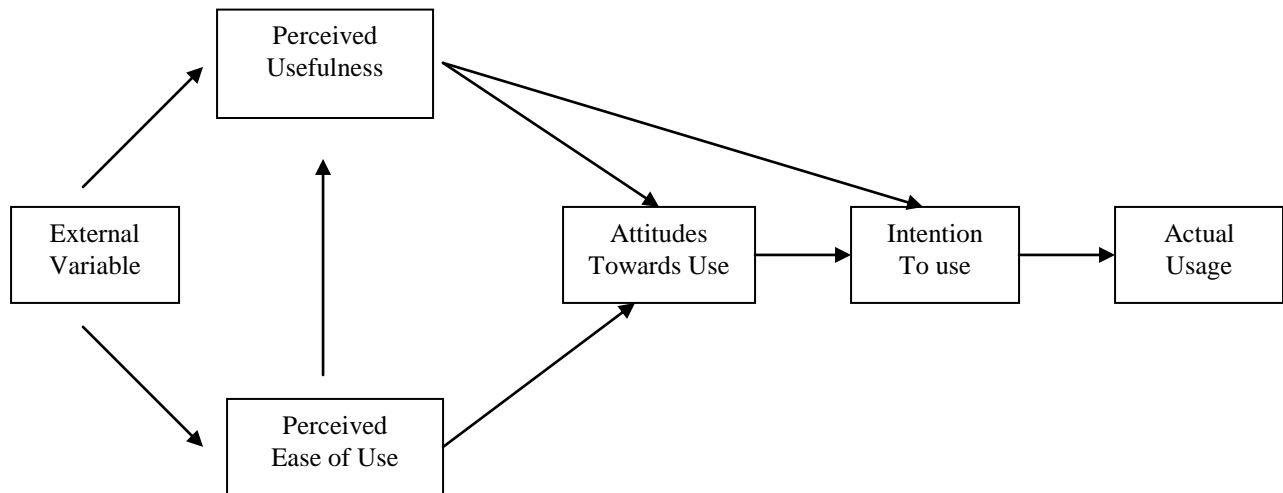 Perceived
Usefulness
External
Variable
Attitudes
Towards Use
Intention
To use
Actual
Usage
Perceived
Ease of Use